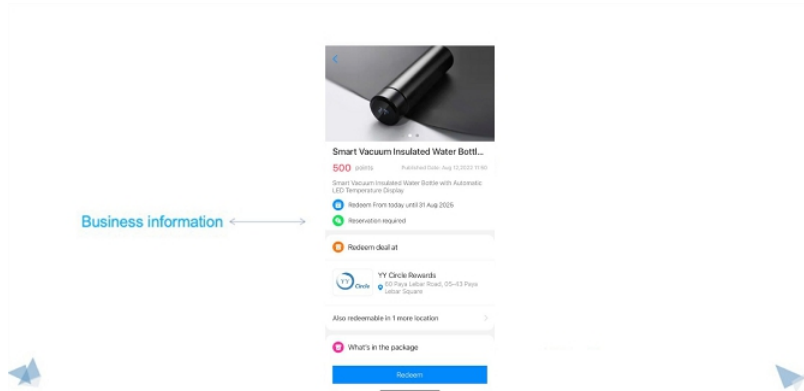 Smart Vacuum Insulated Water Bottl...
500 points
Published Date: Aug 12,2022 11:50
Smart Vacuum Insulated Water Bottle with Automatic
LED Temperature Display
Redeem From today until 31 Aug 2026
Reservation required
Business information
Redeem deal at
YY Circle
YY Circle Rewards
60 Paya Lebar Road, 05-43 Paya
Lebar Square
Also redeemable in 1 more location
What's in the package
Redeem